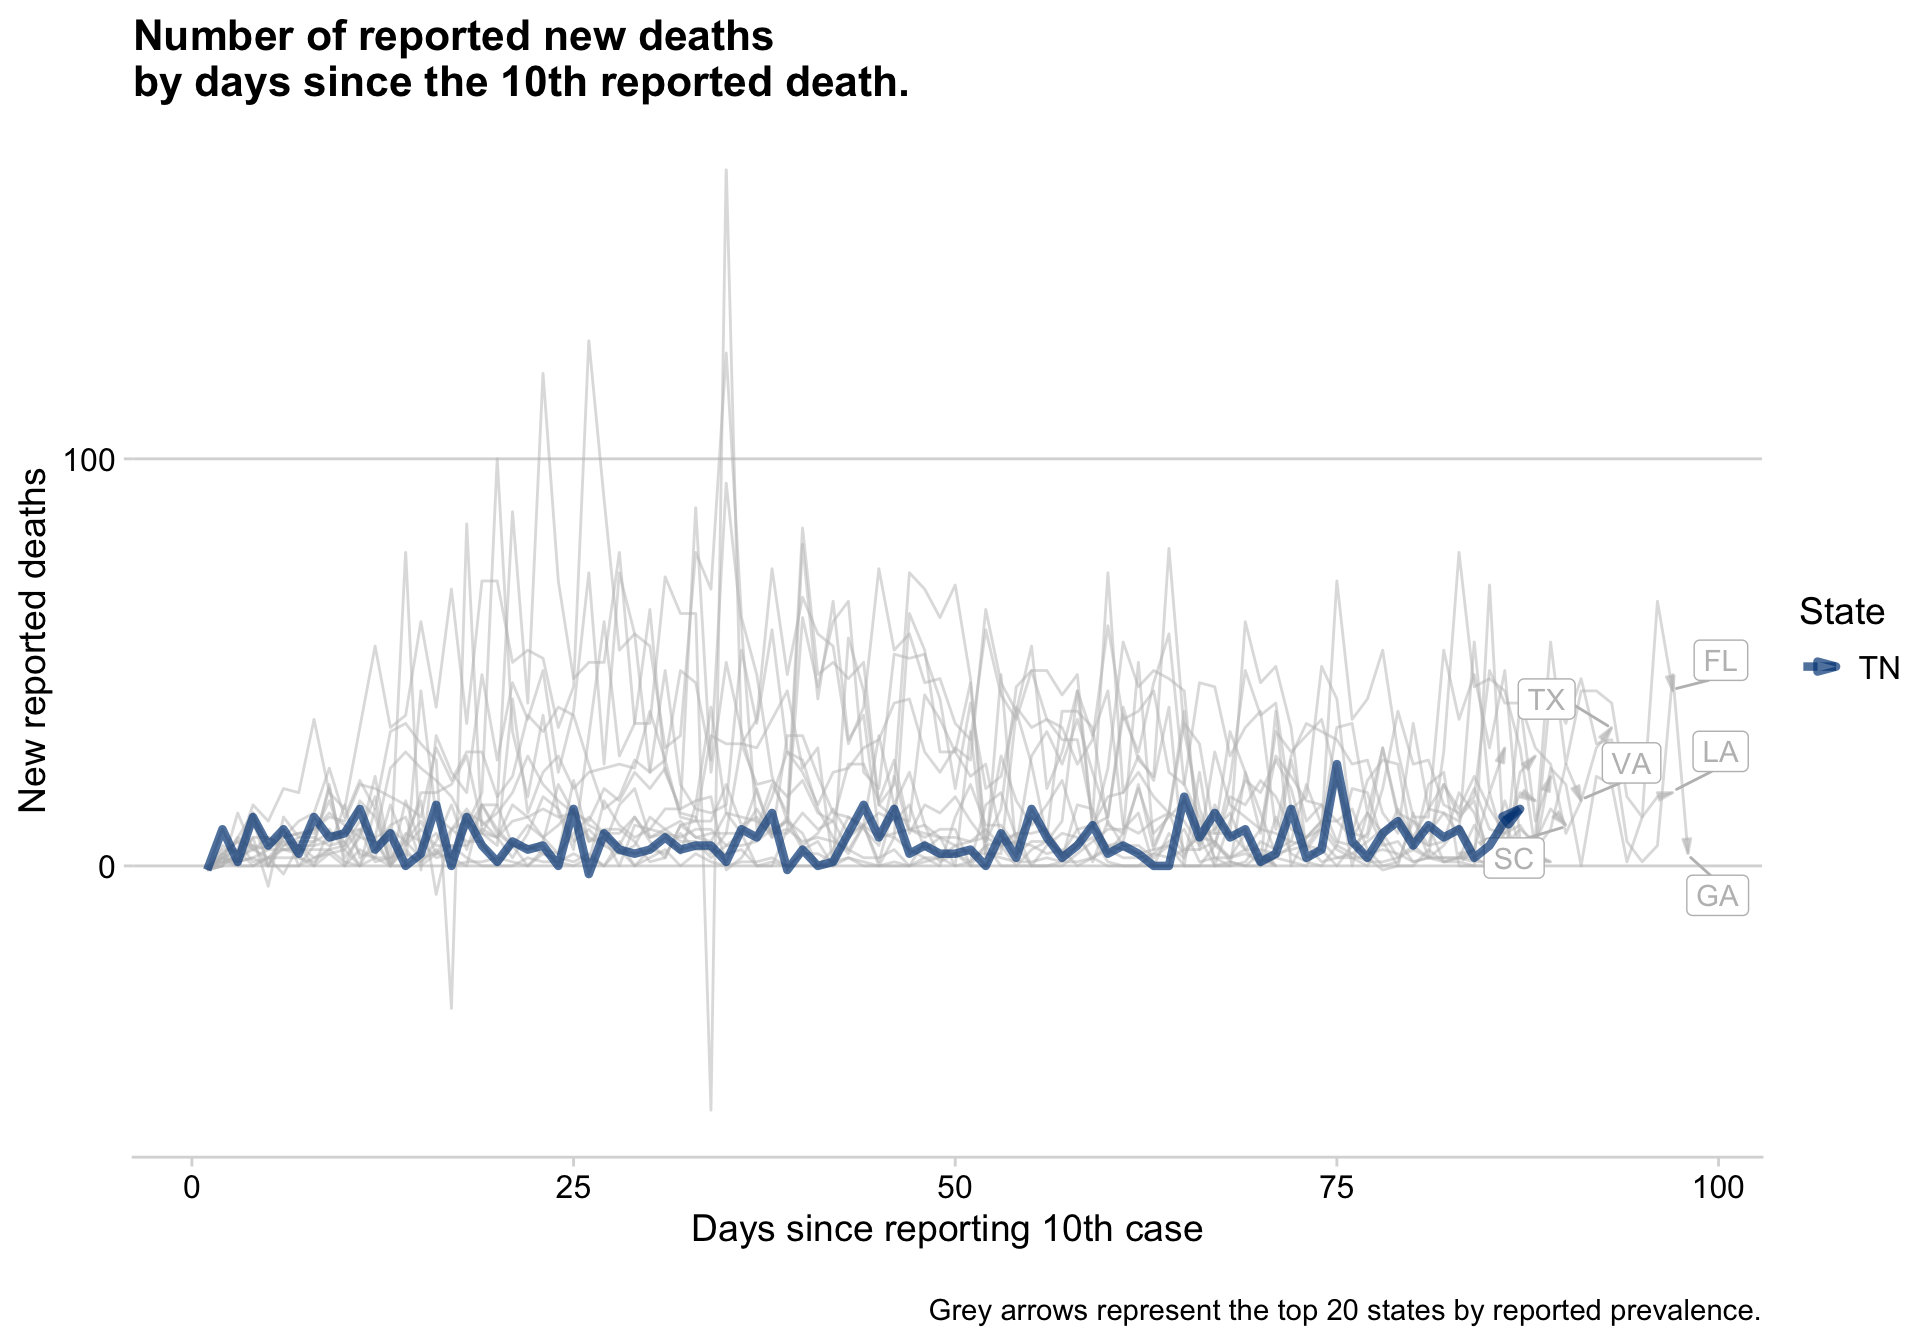 Number of reported new deaths
by days since the 10th reported death.
New reported deaths
100
0
FL
TX
LA
VA
SC
GA
State
TN
0
25
50
75
100
Days since reporting 10th case
Grey arrows represent the top 20 states by reported prevalence.